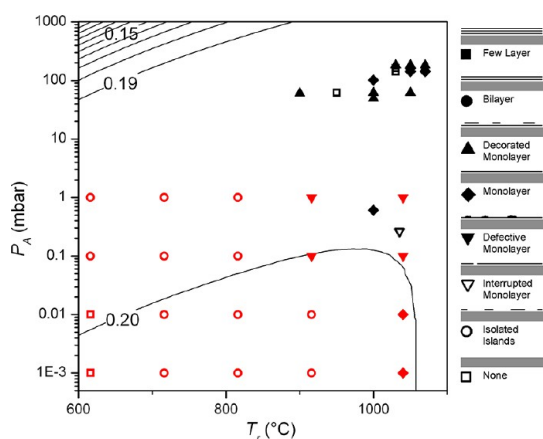 1000
100
10
1
0.1
0.01
1E-3
P_A (mbar)
0.15
0.19
0.20
600
800
1000
(°C)
Few Layer
Bilayer
Decorated
Monolayer
Monolayer
Defective
Monolayer
Interrupted
Monolayer
Isolated
Islands
None